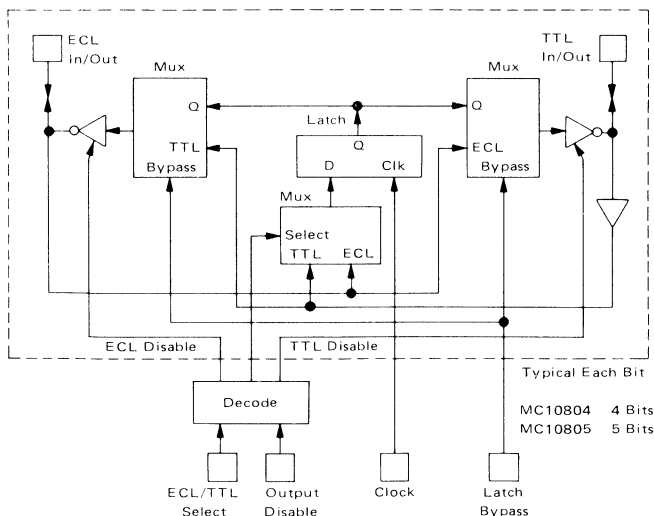 ECL
In/Out
TTL
In/Out
Mux
Q
TTL
Bypass
Latch
Q
D Clk
Mux
Q
ECL
Bypass
Mux
Select
TTL ECL
ECL Disable
TTL Disable
Typical Each Bit
Decode
MC10804 4 Bits
MC10805 5 Bits
ECL/TTL
Select
Output
Disable
Clock
Latch
Bypass